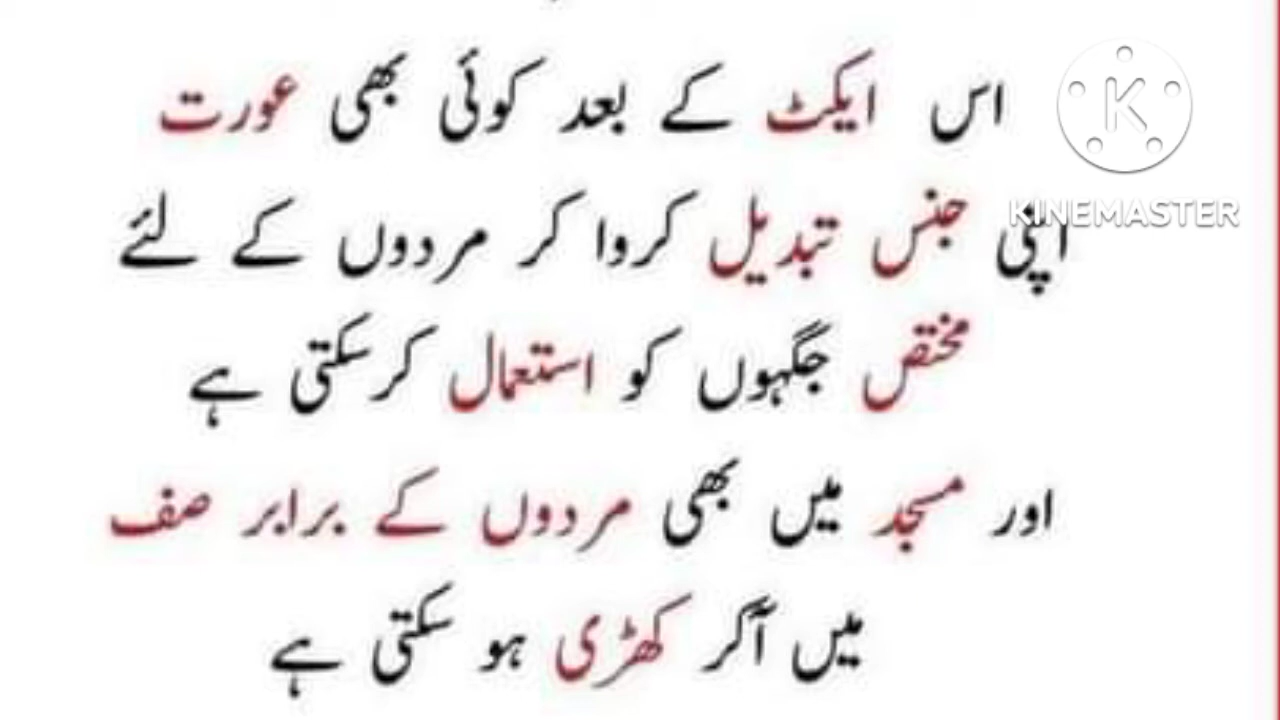 اس ایکٹ کے بعد کوئی بھی عورت
اپنی جنس تبدیل کروا کر مردوں کے لئے
مختص جگہوں کو استعمال کرسکتی ہے
اور مسجد میں بھی مردوں کے برابر صف
میں آکر کھڑی ہو سکتی ہے
K
KINEMASTER